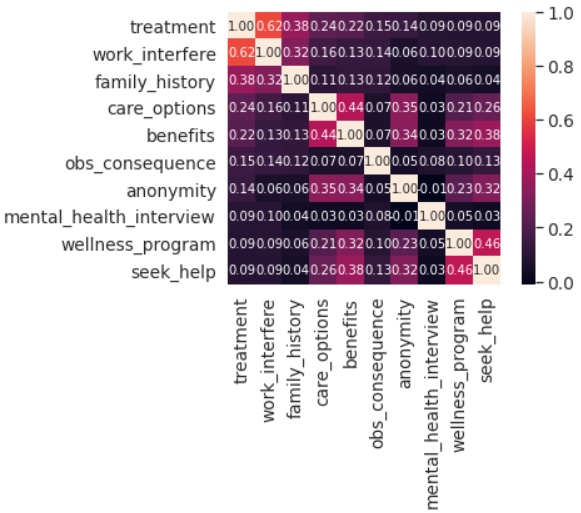 treatment 1.00 0.62 0.38 0.24 0.22 0.15 0.14 0.09 0.09 0.09
work_interfere 0.62 1.00 0.32 0.16 0.13 0.14 0.06 0.10 0.09 0.09
family_history 0.38 0.32 1.00 0.11 0.13 0.12 0.06 0.04 0.06 0.04
care_options 0.24 0.16 0.11 1.00 0.44 0.07 0.35 0.03 0.21 0.26
benefits 0.22 0.13 0.13 0.44 1.00 0.07 0.34 0.03 0.32 0.38
obs_consequence 0.15 0.14 0.12 0.07 0.07 1.00 0.05 0.08 0.10 0.13
anonymity 0.14 0.06 0.06 0.35 0.34 0.05 1.00 -0.01 0.23 0.32
mental_health_interview 0.09 0.10 0.04 0.03 0.03 0.08 -0.01 1.00 0.05 0.03
wellness_program 0.09 0.09 0.06 0.21 0.32 0.10 0.23 0.05 1.00 0.46
seek_help 0.09 0.09 0.04 0.26 0.38 0.13 0.32 0.03 0.46 1.00
treatment
work_interfere
family_history
care_options
benefits
obs_consequence
anonymity
mental_health_interview
wellness_program
seek_help
1.0
0.8
0.6
0.4
0.2
0.0